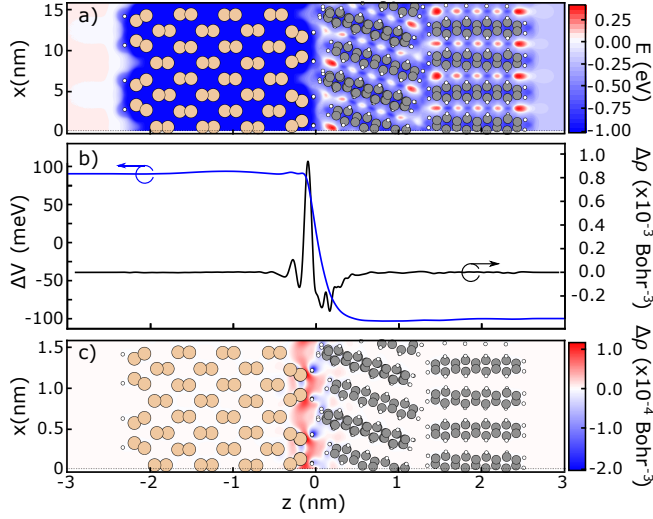 a)
15
10
5
0
x(nm)
0.25
0.00
-0.25
-0.50
-0.75
-1.00
E (eV)
b)
100
50
0
-50
-100
ΔV (meV)
1.0
0.8
0.6
0.4
0.2
0.0
-0.2
-0.4
Δρ (x10-3 Bohr-3)
c)
1.5
1.0
0.5
0
x(nm)
1.0
0.0
-1.0
-2.0
Δρ (x10-4 Bohr-3)
-3 -2 -1 0 1 2 3
z (nm)